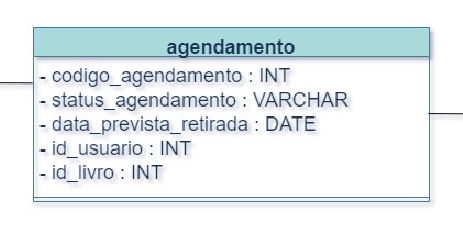 agendamento
- codigo_agendamento : INT
- status_agendamento : VARCHAR
- data_prevista_retirada : DATE
- id_usuario : INT
- id_livro : INT